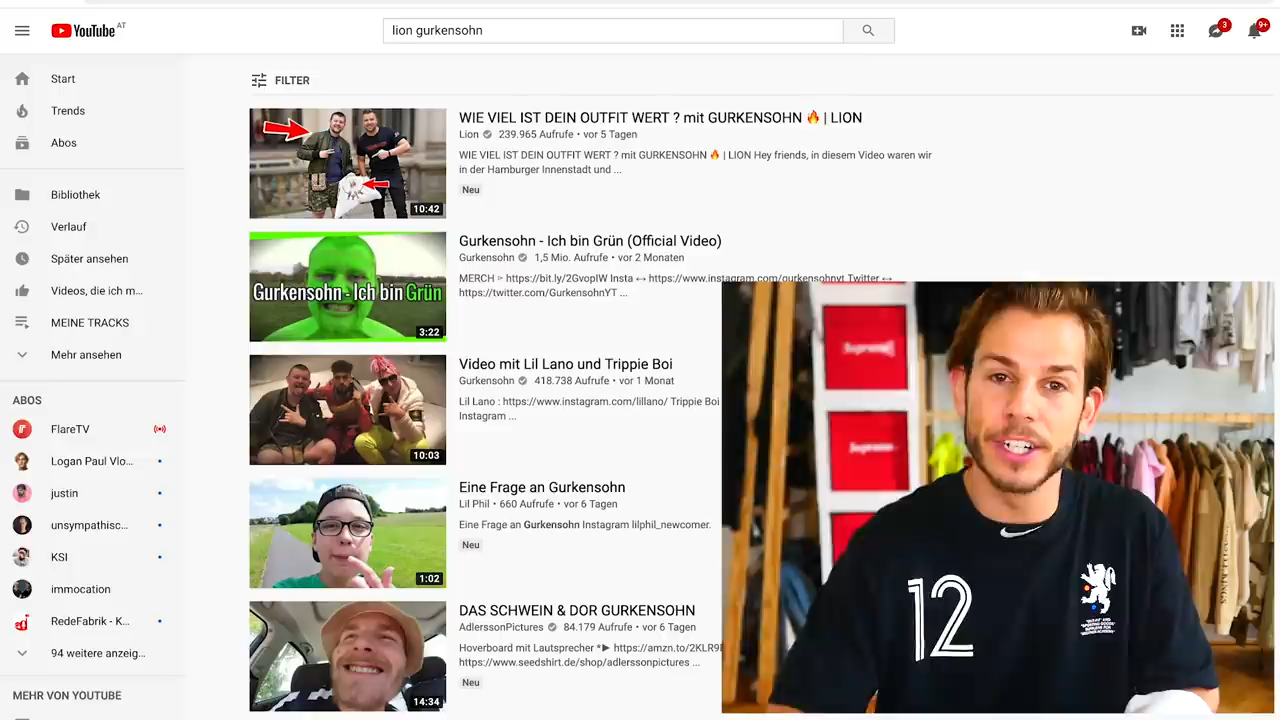 YouTube AT
lion gurkensohn
3
9+
Start
Trends
Abos
Bibliothek
Verlauf
Später ansehen
Videos, die ich m...
MEINE TRACKS
Mehr ansehen
ABOS
FlareTV
Logan Paul Vlo...
justin
unsympathisc...
KSI
immocation
RedeFabrik - K...
94 weitere anzeig...
MEHR VON YOUTUBE
FILTER
WIE VIEL IST DEIN OUTFIT WERT ? mit GURKENSOHN 🔥 | LION
Lion 239.965 Aufrufe • vor 5 Tagen
WIE VIEL IST DEIN OUTFIT WERT ? mit GURKENSOHN 🔥 | LION Hey friends, in diesem Video waren wir
in der Hamburger Innenstadt und ...
Neu
10:42
Gurkensohn - Ich bin Grün (Official Video)
Gurkensohn 1,5 Mio. Aufrufe • vor 2 Monaten
MERCH ➣ https://bit.ly/2GvopIW Insta ↔ https://www.instagram.com/gurkensohnyt Twitter ↔
https://twitter.com/GurkensohnYT ...
Gurkensohn - Ich bin Grün
3:22
Video mit Lil Lano und Trippie Boi
Gurkensohn 418.738 Aufrufe • vor 1 Monat
Lil Lano : https://www.instagram.com/lillano/ Trippie Boi
Instagram ...
10:03
Eine Frage an Gurkensohn
Lil Phil • 660 Aufrufe • vor 6 Tagen
Eine Frage an Gurkensohn Instagram lilphil_newcomer.
Neu
1:02
DAS SCHWEIN & DOR GURKENSOHN
AdlerssonPictures 84.179 Aufrufe • vor 6 Tagen
Hoverboard mit Lautsprecher *► https://amzn.to/2KLR9
https://www.seedshirt.de/shop/adlerssonpictures ...
Neu
14:34
Supreme
Supreme
12